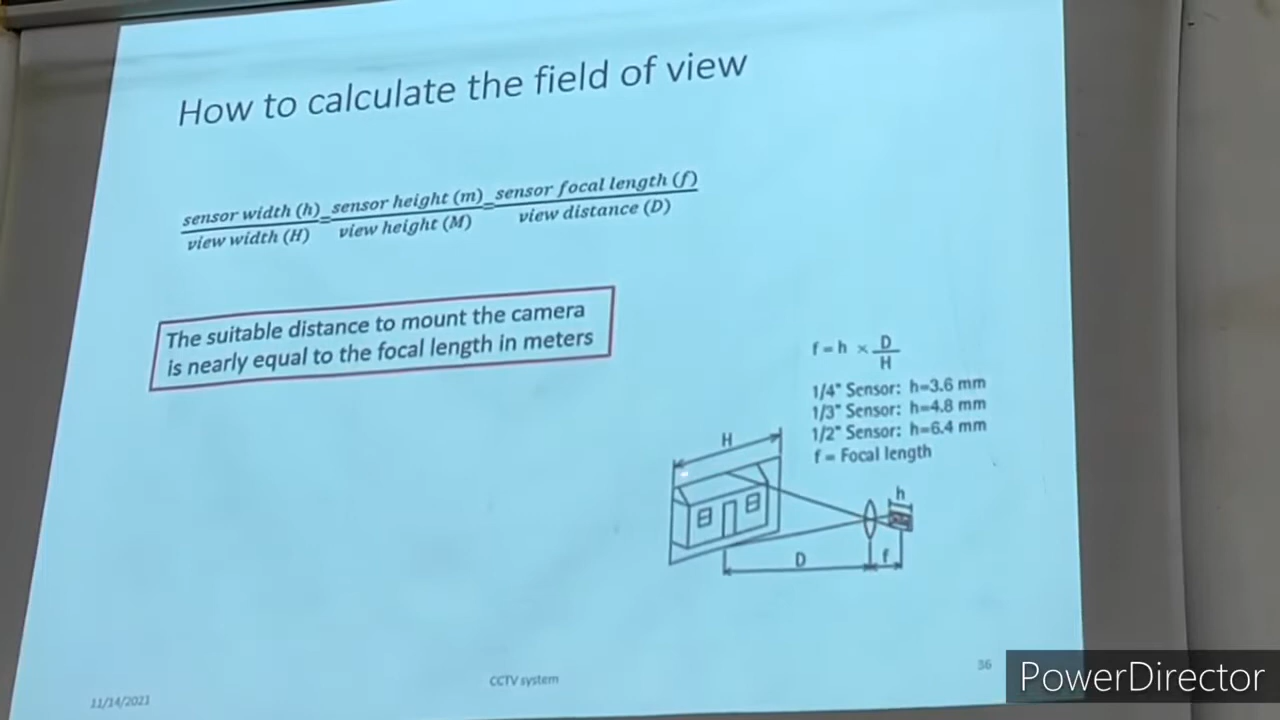 How to calculate the field of view
sensor width (h) / view width (H) = sensor height (m) / view height (M) = sensor focal length (f) / view distance (D)
The suitable distance to mount the camera
is nearly equal to the focal length in meters
f = h × D / H
1/4" Sensor: h=3.6 mm
1/3" Sensor: h=4.8 mm
1/2" Sensor: h=6.4 mm
f = Focal length
H
h
D
f
11/14/2021
CCTV system
36
PowerDirector